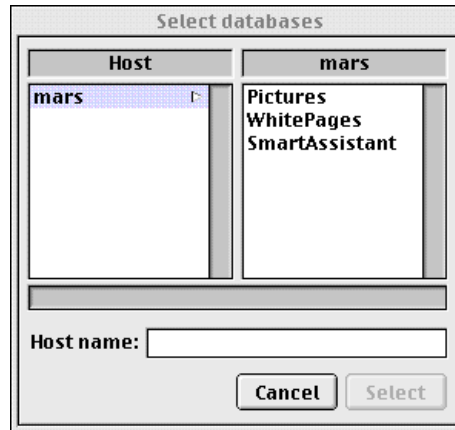 Select databases
Host
mars
mars
Pictures
WhitePages
SmartAssistant
Host name:
Cancel
Select